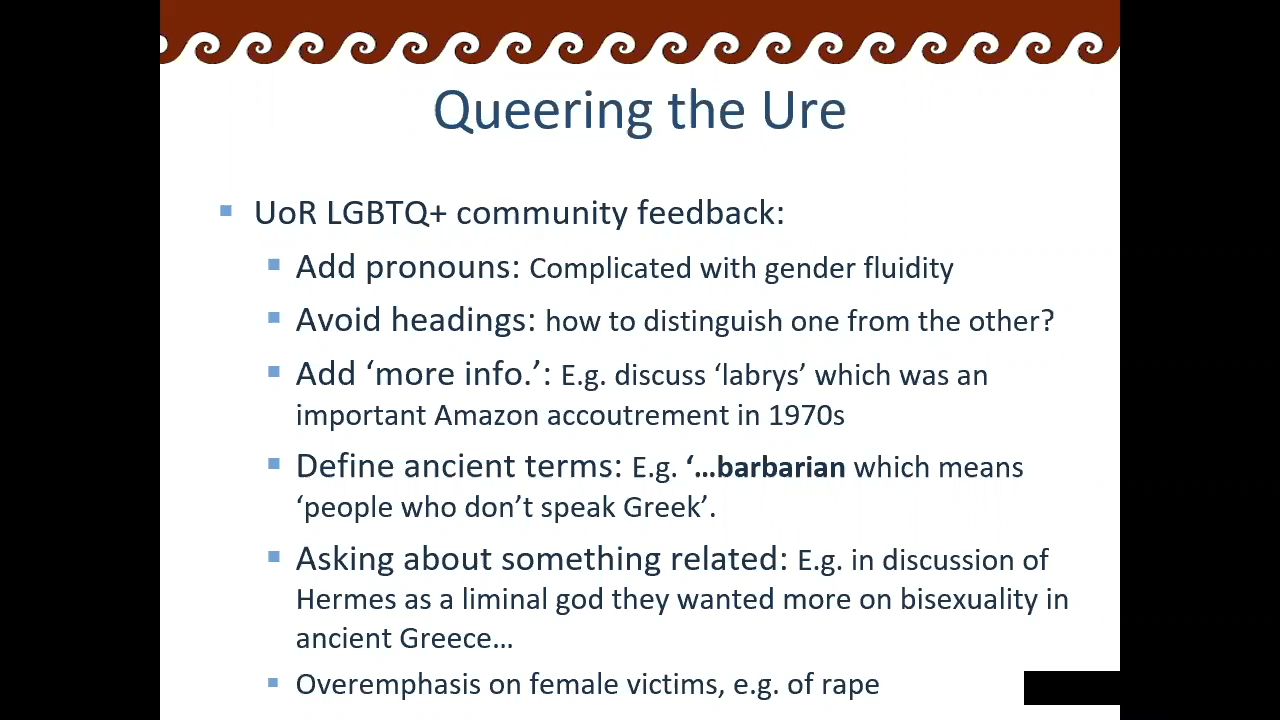 Queering the Ure
UoR LGBTQ+ community feedback:
Add pronouns: Complicated with gender fluidity
Avoid headings: how to distinguish one from the other?
Add ‘more info.’: E.g. discuss ‘labrys’ which was an
important Amazon accoutrement in 1970s
Define ancient terms: E.g. ‘…barbarian which means
‘people who don’t speak Greek’.
Asking about something related: E.g. in discussion of
Hermes as a liminal god they wanted more on bisexuality in
ancient Greece…
Overemphasis on female victims, e.g. of rape